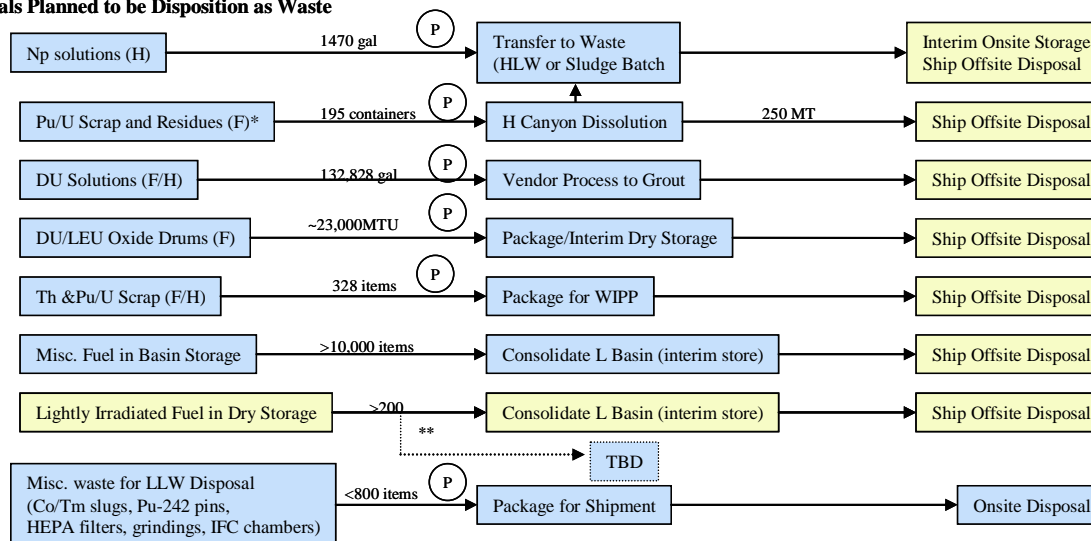 als Planned to be Disposition as Waste
Np solutions (H)
1470 gal
P
Transfer to Waste
(HLW or Sludge Batch
Interim Onsite Storage
Ship Offsite Disposal
Pu/U Scrap and Residues (F)*
195 containers
P
H Canyon Dissolution
250 MT
Ship Offsite Disposal
DU Solutions (F/H)
132,828 gal
P
Vendor Process to Grout
Ship Offsite Disposal
DU/LEU Oxide Drums (F)
~23,000MTU
P
Package/Interim Dry Storage
Ship Offsite Disposal
Th &Pu/U Scrap (F/H)
328 items
P
Package for WIPP
Ship Offsite Disposal
Misc. Fuel in Basin Storage
>10,000 items
Consolidate L Basin (interim store)
Ship Offsite Disposal
Lightly Irradiated Fuel in Dry Storage
>200
Consolidate L Basin (interim store)
Ship Offsite Disposal
**
TBD
Misc. waste for LLW Disposal
(Co/Tm slugs, Pu-242 pins,
HEPA filters, grindings, IFC chambers)
<800 items
P
Package for Shipment
Onsite Disposal